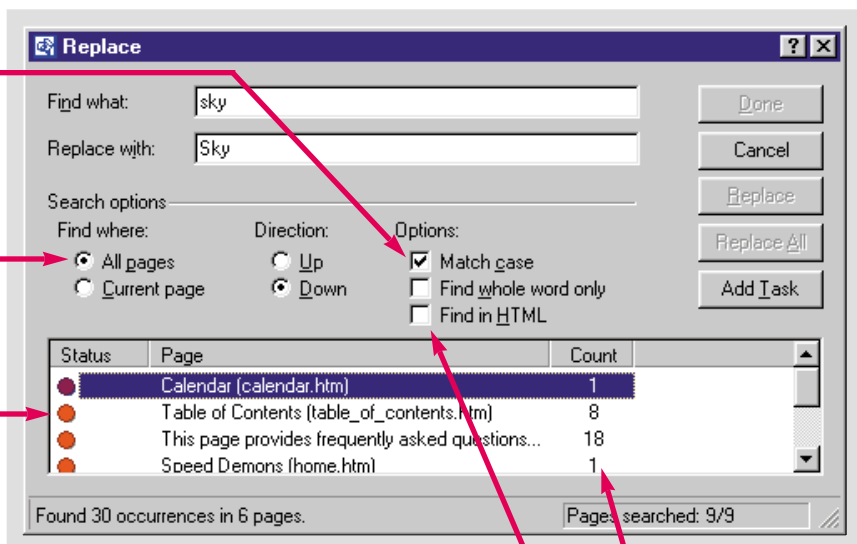 Replace
Find what: sky Done
Replace with: Sky Cancel
Search options Replace
Find where: Direction: Options: Replace All
All pages Up Match case
Current page Down Find whole word only Add Task
Find in HTML
Status Page Count
Calendar (calendar.htm) 1
Table of Contents (table_of_contents.htm) 8
This page provides frequently asked questions... 18
Speed Demons (home.htm) 1
Found 30 occurrences in 6 pages. Pages searched: 9/9